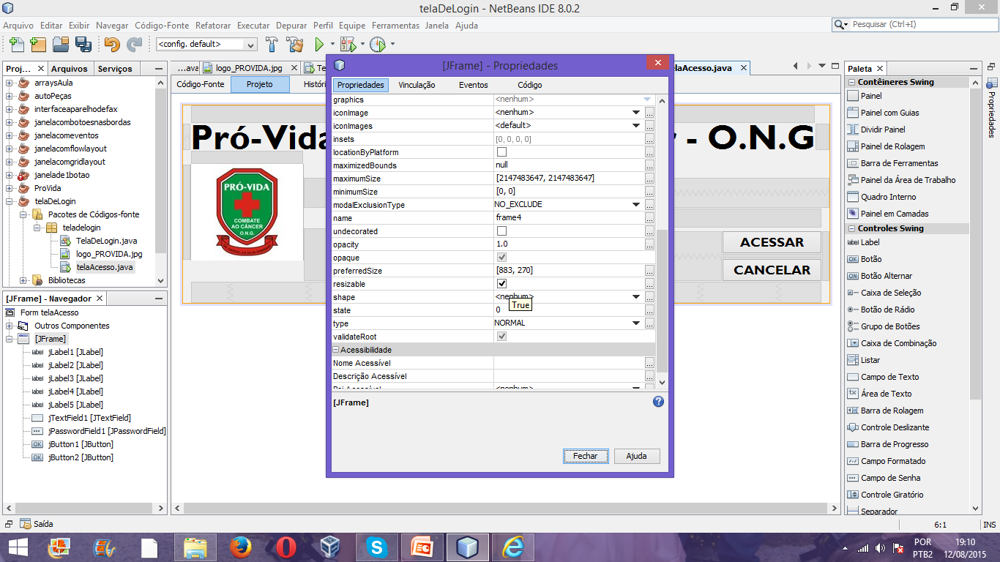 telaDeLogin - NetBeans IDE 8.0.2
Arquivo Editar Exibir Navegar Código-Fonte Refatorar Executar Depurar Perfil Equipe Ferramentas Janela Ajuda
Pesquisar (Ctrl+I)
<config. default>
Proj... Arquivos Serviços
arraysAula
autoPeças
interfaceaparelhodefax
janelacombotoesnasbordas
janelacomeventos
janelacomflowlayout
janelacomgridlayout
janelade1botao
ProVida
telaDeLogin
Pacotes de Códigos-fonte
teladelogin
TelaDeLogin.java
logo_PROVIDA.jpg
telaAcesso.java
Bibliotecas
[JFrame] - Navegador
Form telaAcesso
Outros Componentes
[JFrame]
jLabel1 [JLabel]
jLabel2 [JLabel]
jLabel3 [JLabel]
jLabel4 [JLabel]
jLabel5 [JLabel]
jTextField1 [JTextField]
jPasswordField1 [JPasswordField]
jButton1 [JButton]
jButton2 [JButton]
...ava logo_PROVIDA.jpg Te
elaAcesso.java
Código-Fonte Projeto Históri
Pró-Vida
r - O.N.G
PRÓ-VIDA
COMBATE
AO CÂNCER
O.N.G.
ACESSAR
CANCELAR
[JFrame] - Propriedades
Propriedades Vinculação Eventos Código
graphics <nenhum>
iconImage <nenhum> ...
iconImages <default> ...
insets [0, 0, 0, 0] ...
locationByPlatform ...
maximizedBounds null ...
maximumSize [2147483647, 2147483647] ...
minimumSize [0, 0] ...
modalExclusionType NO_EXCLUDE ...
name frame4 ...
undecorated ...
opacity 1.0 ...
opaque
preferredSize [883, 270] ...
resizable ...
shape <nenhum> ...
True
state 0 ...
type NORMAL ...
validateRoot
Acessibilidade
Nome Acessível ...
Descrição Acessível ...
Pai Acessível <nenhum> ...
[JFrame]
Fechar Ajuda
Paleta
Contêineres Swing
Painel
Painel com Guias
Dividir Painel
Painel de Rolagem
Barra de Ferramentas
Painel da Área de Trabalho
Quadro Interno
Painel em Camadas
Controles Swing
label Label
OK Botão
ON Botão Alternar
Caixa de Seleção
Botão de Rádio
Grupo de Botões
Caixa de Combinação
Listar
Campo de Texto
Área de Texto
Barra de Rolagem
Controle Deslizante
Barra de Progresso
Campo Formatado
Campo de Senha
Controle Giratório
Separador
Propriedades
Saída
6:1 INS
POR
PTB2
19:10
12/08/2015